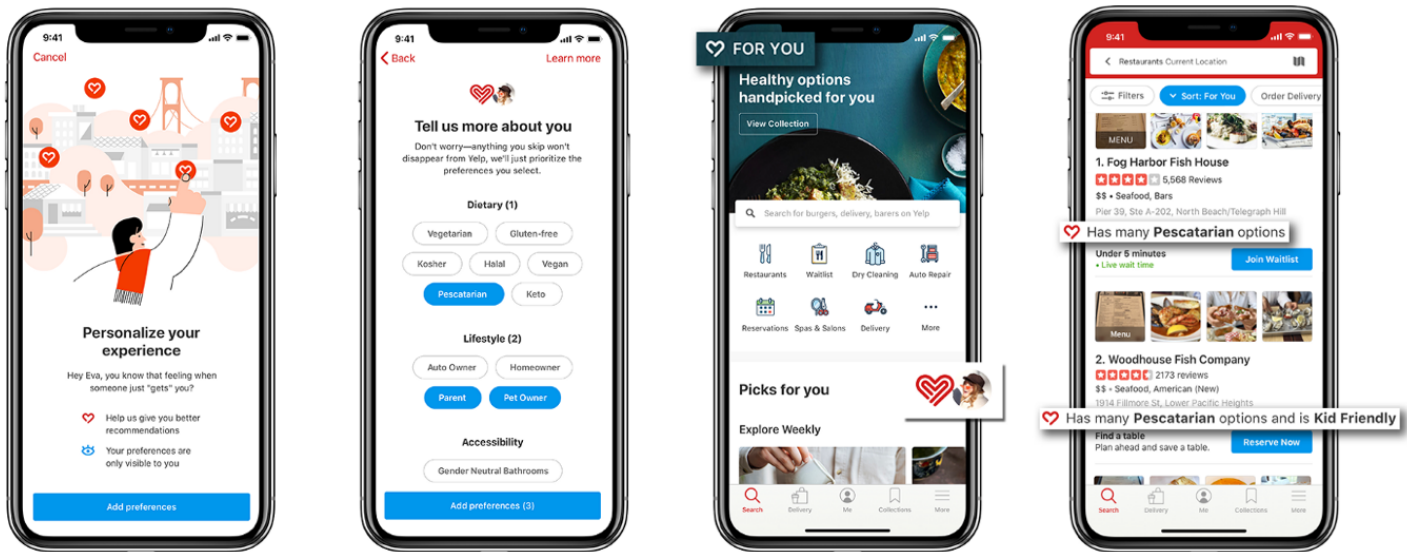 9:41
Cancel
Personalize your
experience
Hey Eva, you know that feeling when
someone just "gets" you?
Help us give you better
recommendations
Your preferences are
only visible to you
Add preferences
9:41
Back
Learn more
Tell us more about you
Don't worry—anything you skip won't
disappear from Yelp, we'll just prioritize the
preferences you select.
Dietary (1)
Vegetarian
Gluten-free
Kosher
Halal
Vegan
Pescatarian
Keto
Lifestyle (2)
Auto Owner
Homeowner
Parent
Pet Owner
Accessibility
Gender Neutral Bathrooms
Add preferences (3)
FOR YOU
Healthy options
handpicked for you
View Collection
Search for burgers, delivery, barers on Yelp
Restaurants
Waitlist
Dry Cleaning
Auto Repair
Reservations
Spas & Salons
Delivery
More
Picks for you
Explore Weekly
Search
Delivery
Me
Collections
More
9:41
Restaurants Current Location
Filters
Sort: For You
Order Delivery
MENU
1. Fog Harbor Fish House
5,568 Reviews
$$ • Seafood, Bars
Pier 39, Ste A-202, North Beach/Telegraph Hill
Has many Pescatarian options
Under 5 minutes
• Live wait time
Join Waitlist
Menu
2. Woodhouse Fish Company
2173 reviews
$$ - Seafood, American (New)
1914 Fillmore St, Lower Pacific Heights
Has many Pescatarian options and is Kid Friendly
Find a table
Plan ahead and save a table.
Reserve Now
Search
Delivery
Me
Collections
More